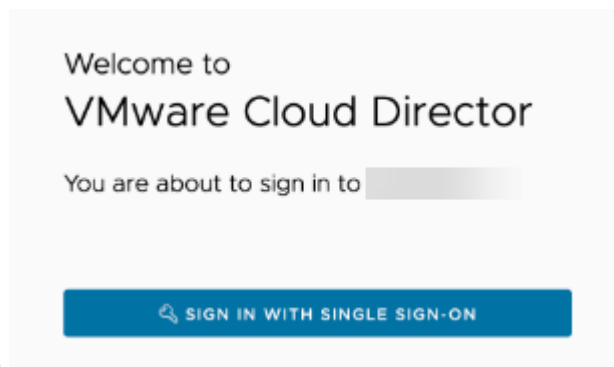 Welcome to
VMware Cloud Director
You are about to sign in to
SIGN IN WITH SINGLE SIGN-ON